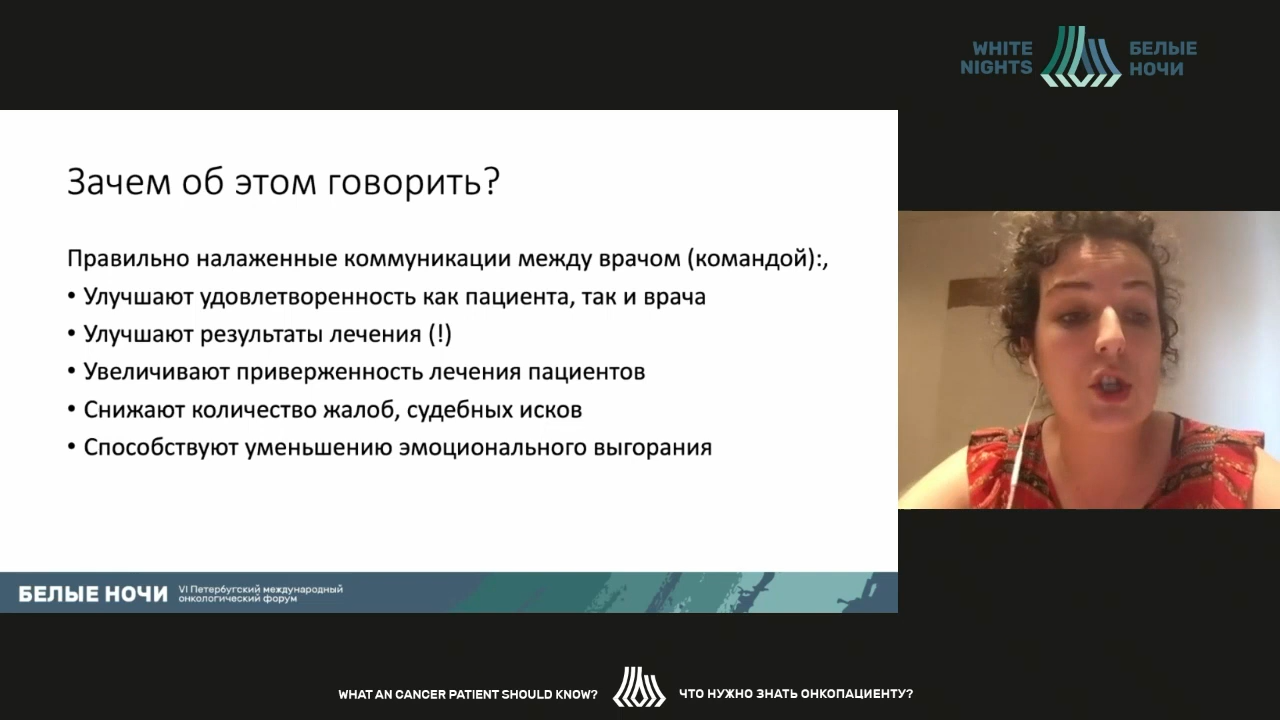 WHITE
NIGHTS
БЕЛЫЕ
НОЧИ
Зачем об этом говорить?
Правильно налаженные коммуникации между врачом (командой):,
• Улучшают удовлетворенность как пациента, так и врача
• Улучшают результаты лечения (!)
• Увеличивают приверженность лечения пациентов
• Снижают количество жалоб, судебных исков
• Способствуют уменьшению эмоционального выгорания
БЕЛЫЕ НОЧИ
VI Петербугский международный
онкологический форум
WHAT AN CANCER PATIENT SHOULD KNOW?
ЧТО НУЖНО ЗНАТЬ ОНКОПАЦИЕНТУ?